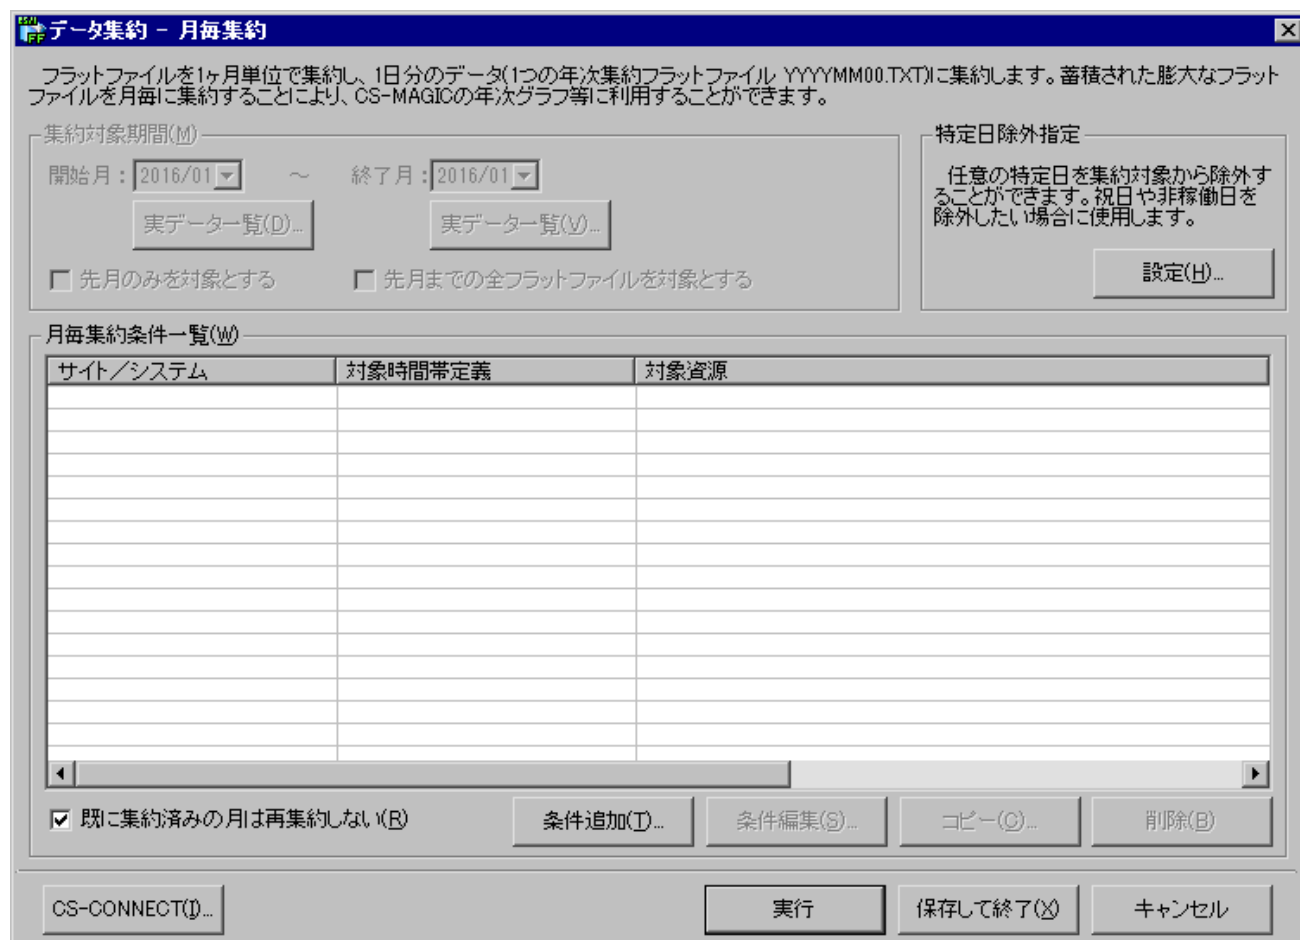 データ集約 - 月毎集約
フラットファイルを1ヶ月単位で集約し、1日分のデータ(1つの年次集約フラットファイル YYYYMM00.TXT)に集約します。蓄積された膨大なフラット
ファイルを月毎に集約することにより、CS-MAGICの年次グラフ等に利用することができます。
集約対象期間(M)
開始月：2016/01 ～ 終了月：2016/01
実データ一覧(D)... 実データ一覧(V)...
先月のみを対象とする 先月までの全フラットファイルを対象とする
特定日除外指定
任意の特定日を集約対象から除外す
ることができます。祝日や非稼働日を
除外したい場合に使用します。
設定(H)...
月毎集約条件一覧(W)
サイト／システム 対象時間帯定義 対象資源
既に集約済みの月は再集約しない(R) 条件追加(T)... 条件編集(S)... コピー(C)... 削除(B)
CS-CONNECT(I)... 実行 保存して終了(X) キャンセル